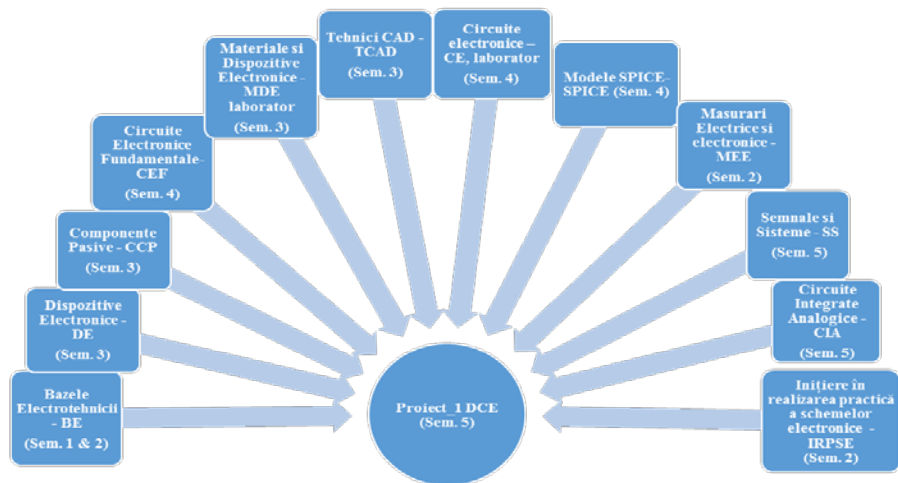 Bazele
Electrotehnicii
- BE
(Sem. 1 & 2)
Dispozitive
Electronice -
DE
(Sem. 3)
Componente
Pasive - CCP
(Sem. 3)
Circuite
Electronice
Fundamentale-
CEF
(Sem. 4)
Materiale si
Dispozitive
Electronice -
MDE
laborator
(Sem. 3)
Tehnici CAD -
TCAD
(Sem. 3)
Circuite
electronice –
CE, laborator
(Sem. 4)
Modele SPICE-
SPICE (Sem. 4)
Masurari
Electrice si
electronice -
MEE
(Sem. 2)
Semnale si
Sisteme - SS
(Sem. 5)
Circuite
Integrate
Analogice -
CIA
(Sem. 5)
Inițiere în
realizarea practică
a schemelor
electronice -
IRPSE
(Sem. 2)
Proiect_1 DCE
(Sem. 5)